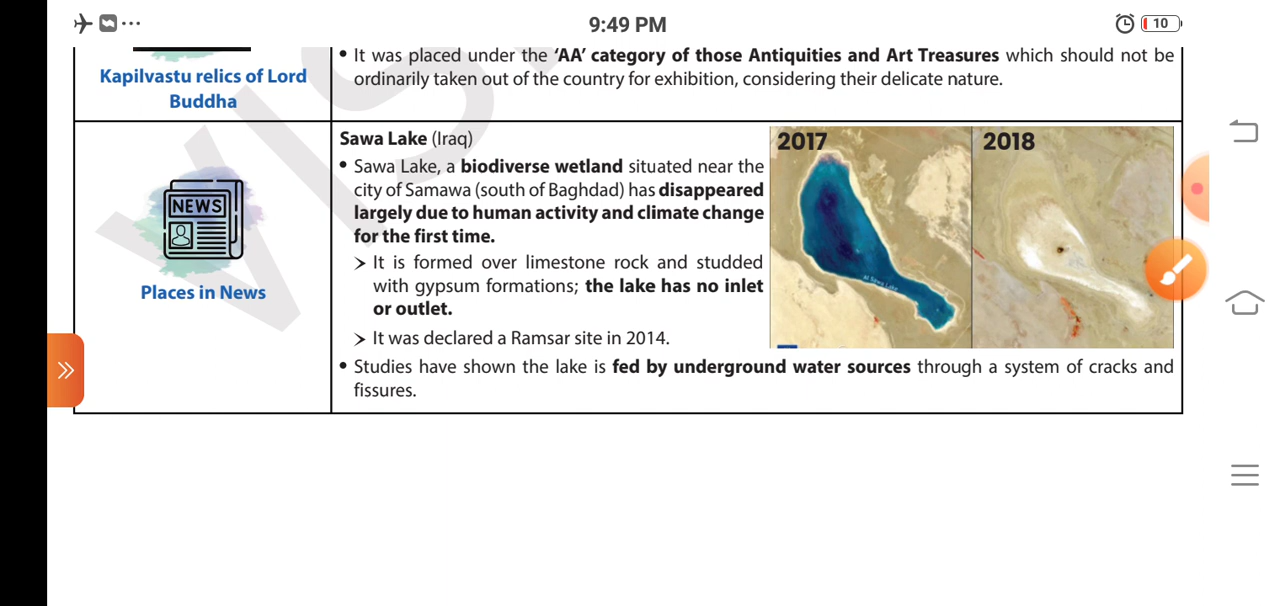 9:49 PM
10
Kapilvastu relics of Lord
Buddha
• It was placed under the ‘AA’ category of those Antiquities and Art Treasures which should not be
ordinarily taken out of the country for exhibition, considering their delicate nature.
NEWS
Places in News
Sawa Lake (Iraq)
• Sawa Lake, a biodiverse wetland situated near the
city of Samawa (south of Baghdad) has disappeared
largely due to human activity and climate change
for the first time.
➢ It is formed over limestone rock and studded
with gypsum formations; the lake has no inlet
or outlet.
➢ It was declared a Ramsar site in 2014.
2017
2018
Al Sawa Lake
• Studies have shown the lake is fed by underground water sources through a system of cracks and
fissures.
VIS